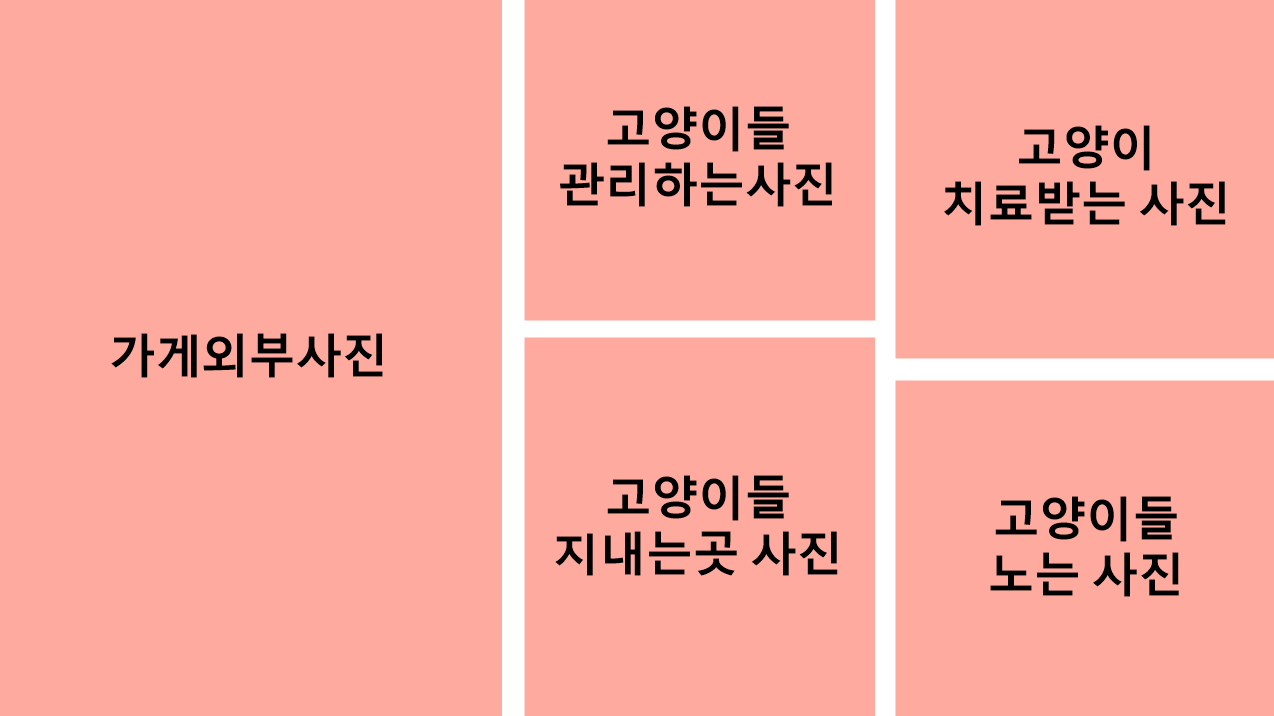 가게외부사진
고양이들
관리하는사진
고양이들
지내는곳 사진
고양이
치료받는 사진
고양이들
노는 사진